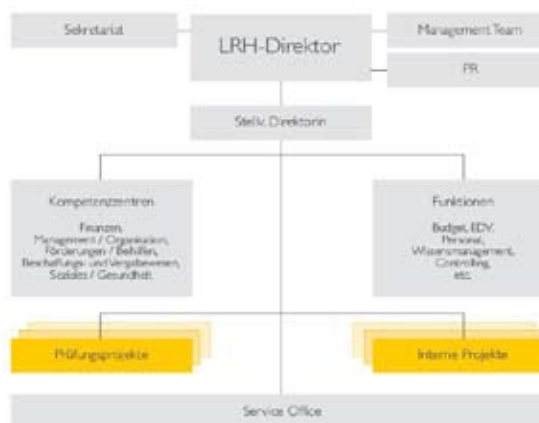 Sekretariat
LRH-Direktor
Management Team
PR
Stellv. Direktorin
Kompetenzzentren
Finanzen,
Management / Organisation,
Förderungen / Beihilfen,
Beschaffungs- und Vergabewesen,
Soziales / Gesundheit
Funktionen
Budget, EDV,
Personal,
Wissensmanagement,
Controlling,
etc.
Prüfungsprojekte
Interne Projekte
Service Office